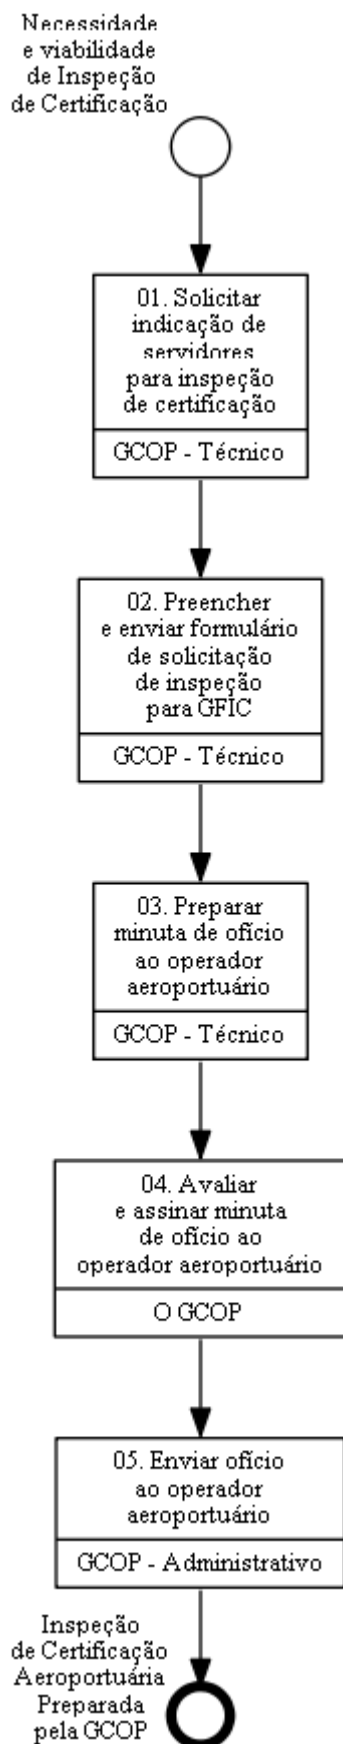 Necessidade
e viabilidade
de Inspeção
de Certificação
01. Solicitar
indicação de
servidores
para inspeção
de certificação
GCOP - Técnico
02. Preencher
e enviar formulário
de solicitação
de inspeção
para GFIC
GCOP - Técnico
03. Preparar
minuta de ofício
ao operador
aeroportuário
GCOP - Técnico
04. Avaliar
e assinar minuta
de ofício ao
operador aeroportuário
O GCOP
05. Enviar ofício
ao operador
aeroportuário
GCOP - Administrativo
Inspeção
de Certificação
Aeroportuária
Preparada
pela GCOP